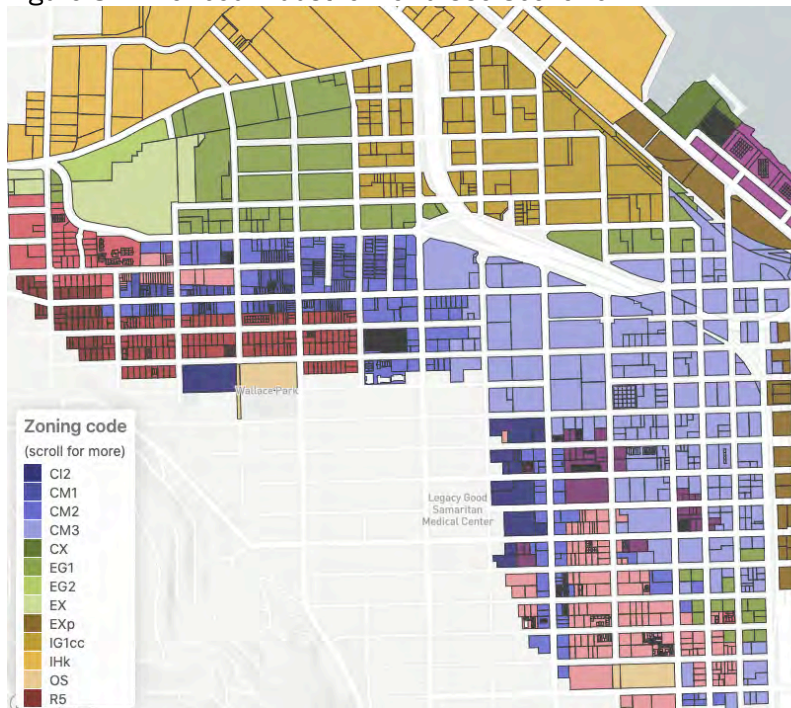 Wallace Park
Legacy Good
Samaritan
Medical Center
Zoning code
(scroll for more)
CI2
CM1
CM2
CM3
CX
EG1
EG2
EX
EXp
IG1cc
IHk
OS
R5